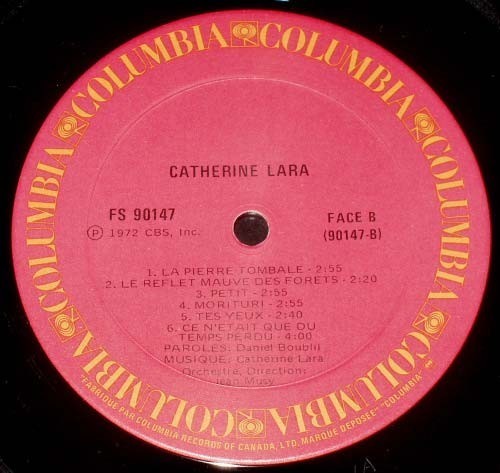 COLUMBIA COLUMBIA COLUMBIA COLUMBIA COLUMBIA COLUMBIA
CATHERINE LARA
FS 90147
Ⓟ 1972 CBS, Inc.
FACE B
(90147-B)
1. LA PIERRE TOMBALE - 2:55
2. LE REFLET MAUVE DES FORETS - 2:20
3. PETIT - 2:55
4. MORITURI - 2:55
5. TES YEUX - 2:40
6. CE N'ETAIT QUE DU
TEMPS PERDU - 4:00
PAROLES: Daniel Boublil
MUSIQUE: Catherine Lara
Orchestre, Direction:
Jean Musy
FABRIQUE PAR COLUMBIA RECORDS OF CANADA, LTD. MARQUE DEPOSEE "COLUMBIA"